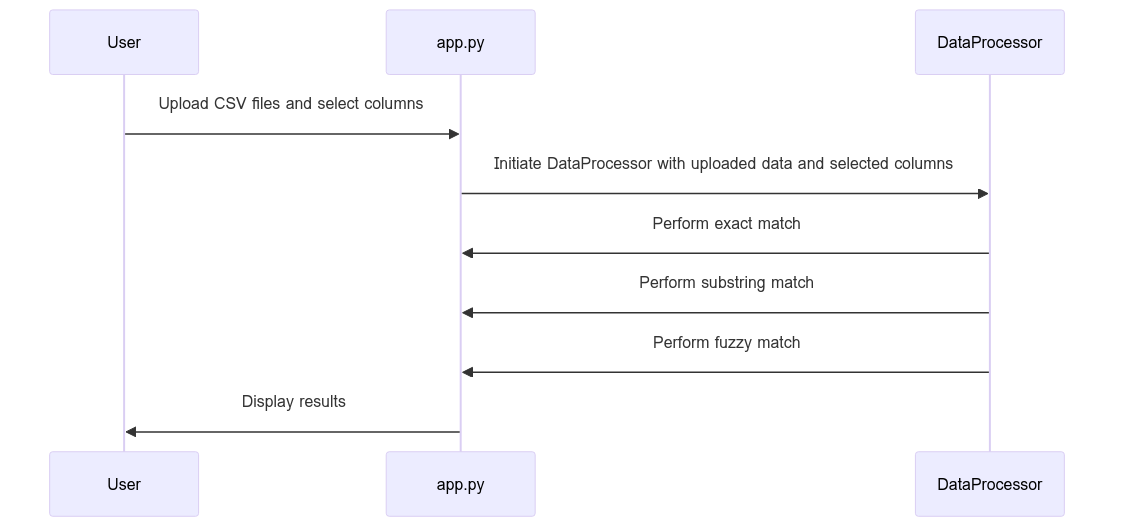 User
app.py
DataProcessor
Upload CSV files and select columns
Initiate DataProcessor with uploaded data and selected columns
Perform exact match
Perform substring match
Perform fuzzy match
Display results
User
app.py
DataProcessor